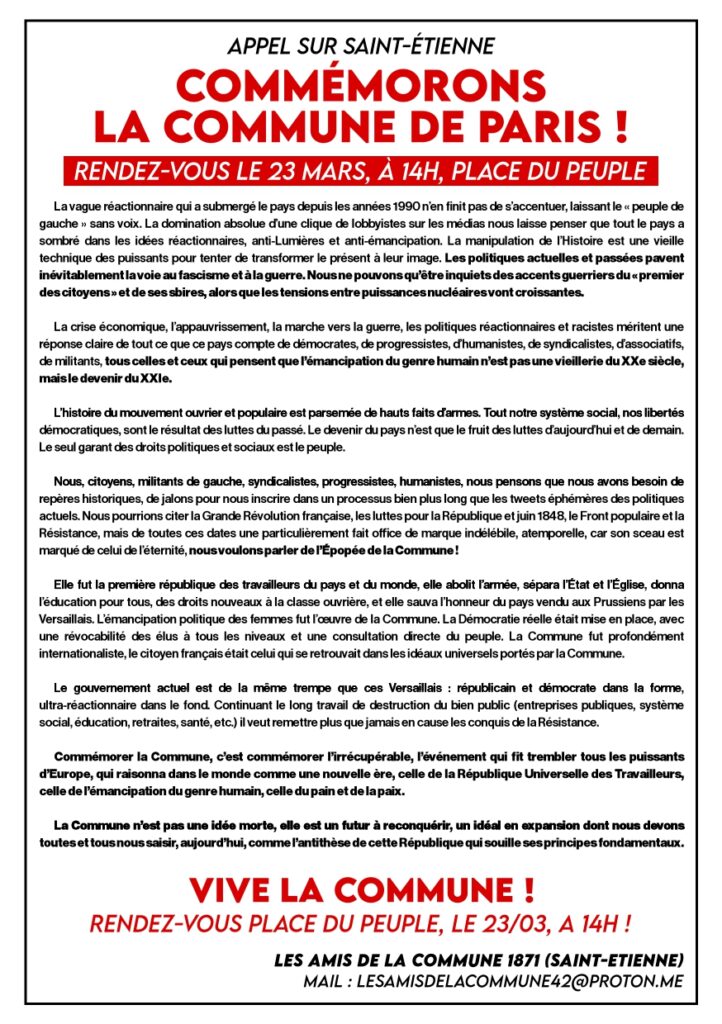 APPEL SUR SAINT-ÉTIENNE
COMMÉMORONS
LA COMMUNE DE PARIS !
RENDEZ-VOUS LE 23 MARS, À 14H, PLACE DU PEUPLE
La vague réactionnaire qui a submergé le pays depuis les années 1990 n'en finit pas de s'accentuer, laissant le « peuple de
gauche » sans voix. La domination absolue d'une clique de lobbyistes sur les médias nous laisse penser que tout le pays a
sombré dans les idées réactionnaires, anti-Lumières et anti-émancipation. La manipulation de l'Histoire est une vieille
technique des puissants pour tenter de transformer le présent à leur image. Les politiques actuelles et passées pavent
inévitablement la voie au fascisme et à la guerre. Nous ne pouvons qu'être inquiets des accents guerriers du « premier
des citoyens » et de ses sbires, alors que les tensions entre puissances nucléaires vont croissantes.
La crise économique, l'appauvrissement, la marche vers la guerre, les politiques réactionnaires et racistes méritent une
réponse claire de tout ce que ce pays compte de démocrates, de progressistes, d'humanistes, de syndicalistes, d'associatifs,
de militants, tous celles et ceux qui pensent que l'émancipation du genre humain n'est pas une vieillerie du XXe siècle,
mais le devenir du XXIe.
L'histoire du mouvement ouvrier et populaire est parsemée de hauts faits d'armes. Tout notre système social, nos libertés
démocratiques, sont le résultat des luttes du passé. Le devenir du pays n'est que le fruit des luttes d'aujourd'hui et de demain.
Le seul garant des droits politiques et sociaux est le peuple.
Nous, citoyens, militants de gauche, syndicalistes, progressistes, humanistes, nous pensons que nous avons besoin de
repères historiques, de jalons pour nous inscrire dans un processus bien plus long que les tweets éphémères des politiques
actuels. Nous pourrions citer la Grande Révolution française, les luttes pour la République et juin 1848, le Front populaire et la
Résistance, mais de toutes ces dates une particulièrement fait office de marque indélébile, atemporelle, car son sceau est
marqué de celui de l'éternité, nous voulons parler de l'Épopée de la Commune !
Elle fut la première république des travailleurs du pays et du monde, elle abolit l'armée, sépara l'État et l'Église, donna
l'éducation pour tous, des droits nouveaux à la classe ouvrière, et elle sauva l'honneur du pays vendu aux Prussiens par les
Versaillais. L'émancipation politique des femmes fut l'œuvre de la Commune. La Démocratie réelle était mise en place, avec
une révocabilité des élus à tous les niveaux et une consultation directe du peuple. La Commune fut profondément
internationaliste, le citoyen français était celui qui se retrouvait dans les idéaux universels portés par la Commune.
Le gouvernement actuel est de la même trempe que ces Versaillais : républicain et démocrate dans la forme,
ultra-réactionnaire dans le fond. Continuant le long travail de destruction du bien public (entreprises publiques, système
social, éducation, retraites, santé, etc.) il veut remettre plus que jamais en cause les conquis de la Résistance.
Commémorer la Commune, c'est commémorer l'irrécupérable, l'événement qui fit trembler tous les puissants
d'Europe, qui raisonna dans le monde comme une nouvelle ère, celle de la République Universelle des Travailleurs,
celle de l'émancipation du genre humain, celle du pain et de la paix.
La Commune n'est pas une idée morte, elle est un futur à reconquérir, un idéal en expansion dont nous devons
toutes et tous nous saisir, aujourd'hui, comme l'antithèse de cette République qui souille ses principes fondamentaux.
VIVE LA COMMUNE !
RENDEZ-VOUS PLACE DU PEUPLE, LE 23/03, A 14H !
LES AMIS DE LA COMMUNE 1871 (SAINT-ETIENNE)
MAIL : LESAMISDELACOMMUNE42@PROTON.ME